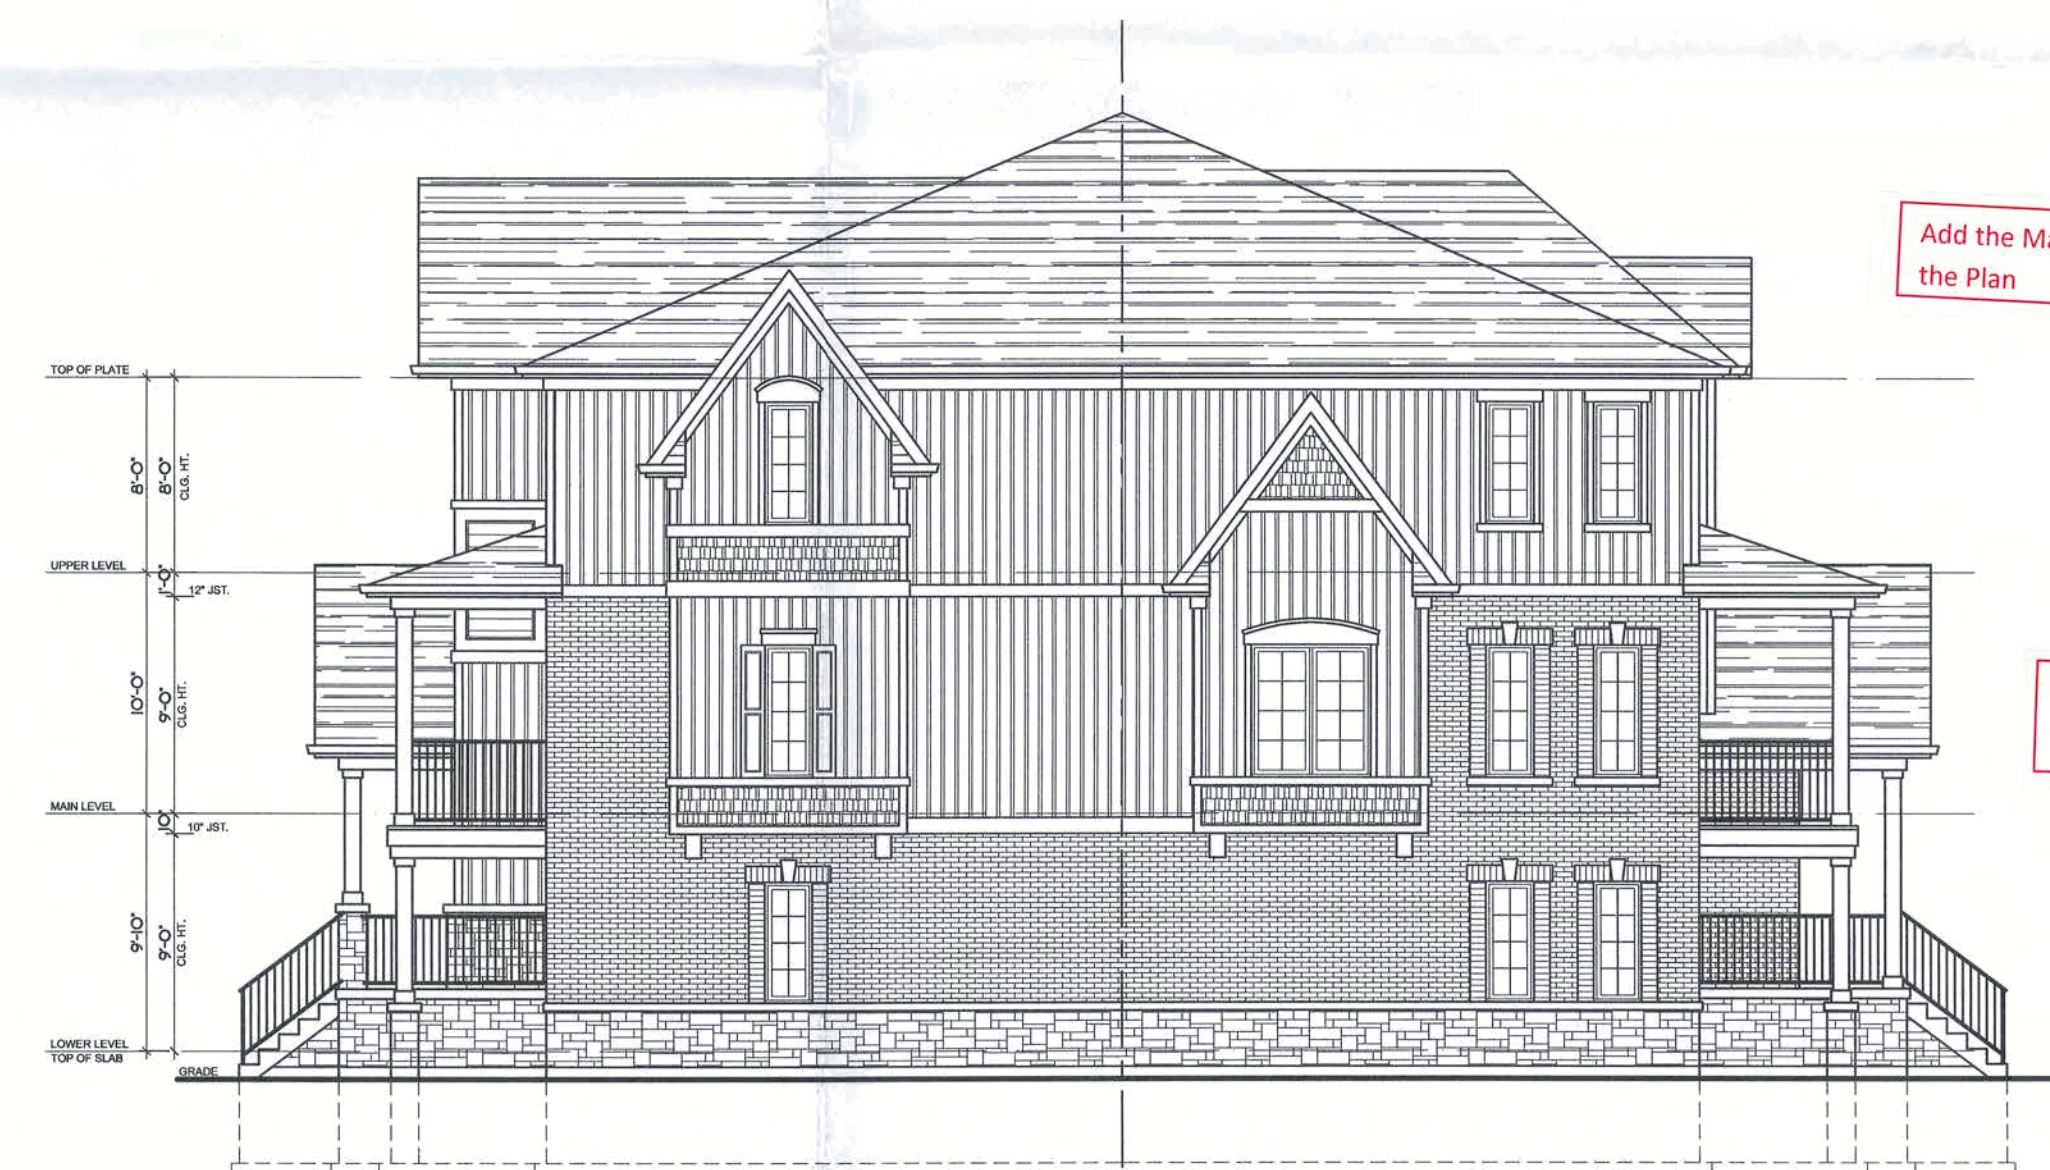 Add the
the Plan
TOP OF PLATE
8'-0"
8'-0"
CLG. HT.
UPPER LEVEL
1'-0"
12" JST.
10'-0"
9'-0"
CLG. HT.
MAIN LEVEL
10"
10" JST.
9'-10"
9'-0"
CLG. HT.
LOWER LEVEL
TOP OF SLAB
GRADE